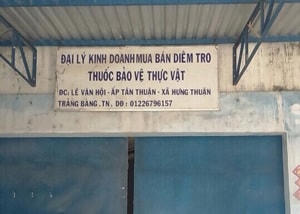 ĐẠI LÝ KINH DOANH MUA BÁN DIÊM TRO
THUỐC BẢO VỆ THỰC VẬT
ĐC: LÊ VĂN HỘI - ẤP TÂN THUẬN - XÃ HƯNG THUẬN
TRẢNG BÀNG .TN. DĐ : 01226796157